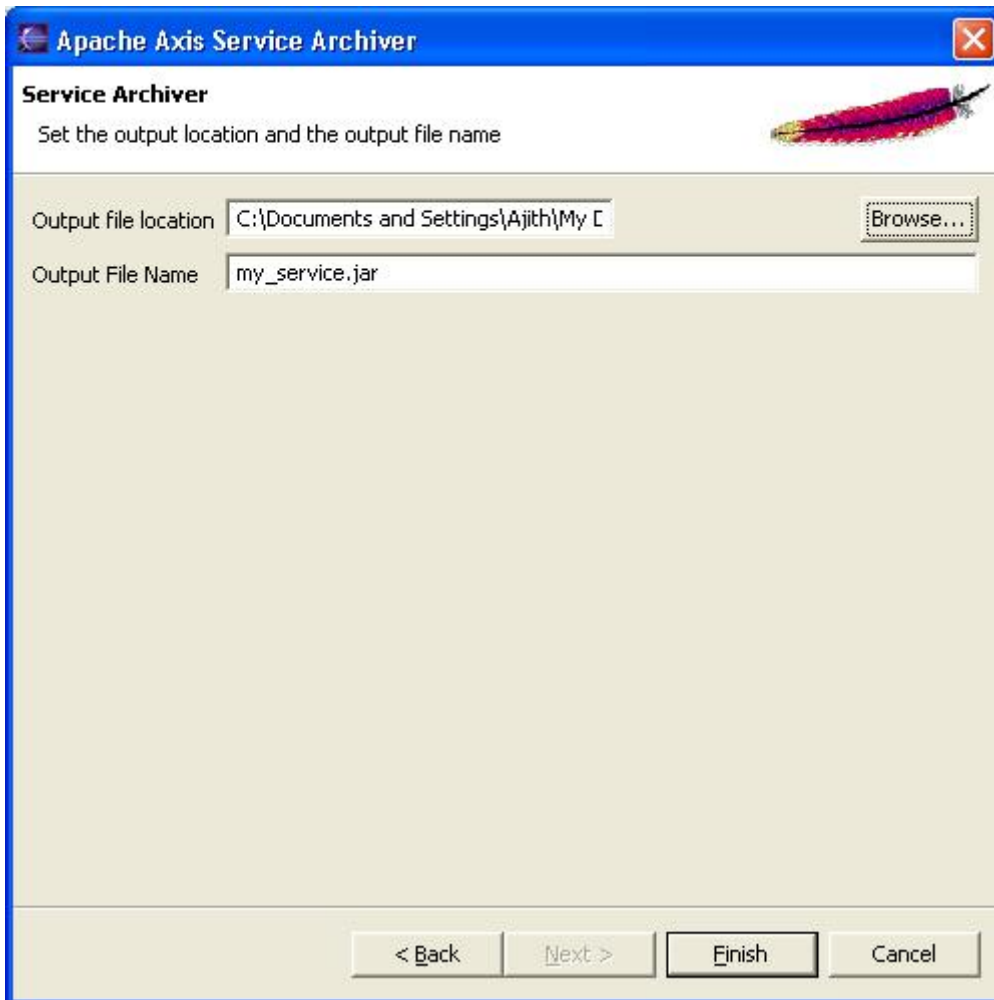 Apache Axis Service Archiver
Service Archiver
Set the output location and the output file name
Output file location C:\Documents and Settings\Ajith\My D Browse...
Output File Name my_service.jar
< Back Next > Finish Cancel